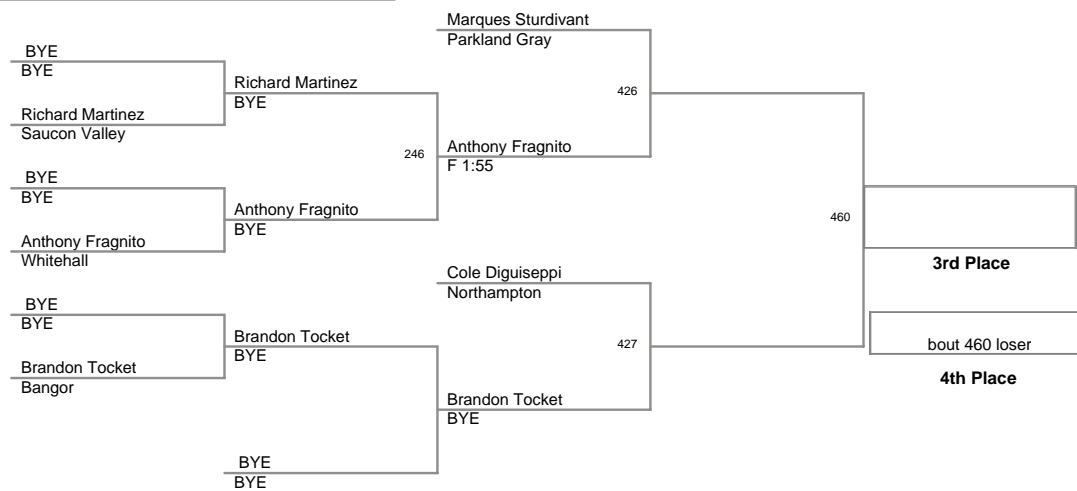 Marques Sturdivant
Parkland Gray
BYE
BYE
Richard Martinez
BYE
426
Richard Martinez
Saucon Valley
246
Anthony Fragnito
F 1:55
BYE
BYE
Anthony Fragnito
BYE
460
Anthony Fragnito
Whitehall
3rd Place
Cole Diguiseppi
Northampton
BYE
BYE
Brandon Tocket
BYE
427
bout 460 loser
Brandon Tocket
Bangor
4th Place
Brandon Tocket
BYE
BYE
BYE